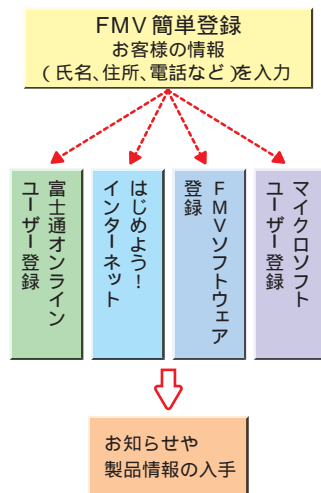 FMV簡単登録
お客様の情報
(氏名、住所、電話など)を入力
富士通オンライン
ユーザー登録
はじめよう!
インターネット
FMVソフトウェア
登録
マイクロソフト
ユーザー登録
お知らせや
製品情報の入手